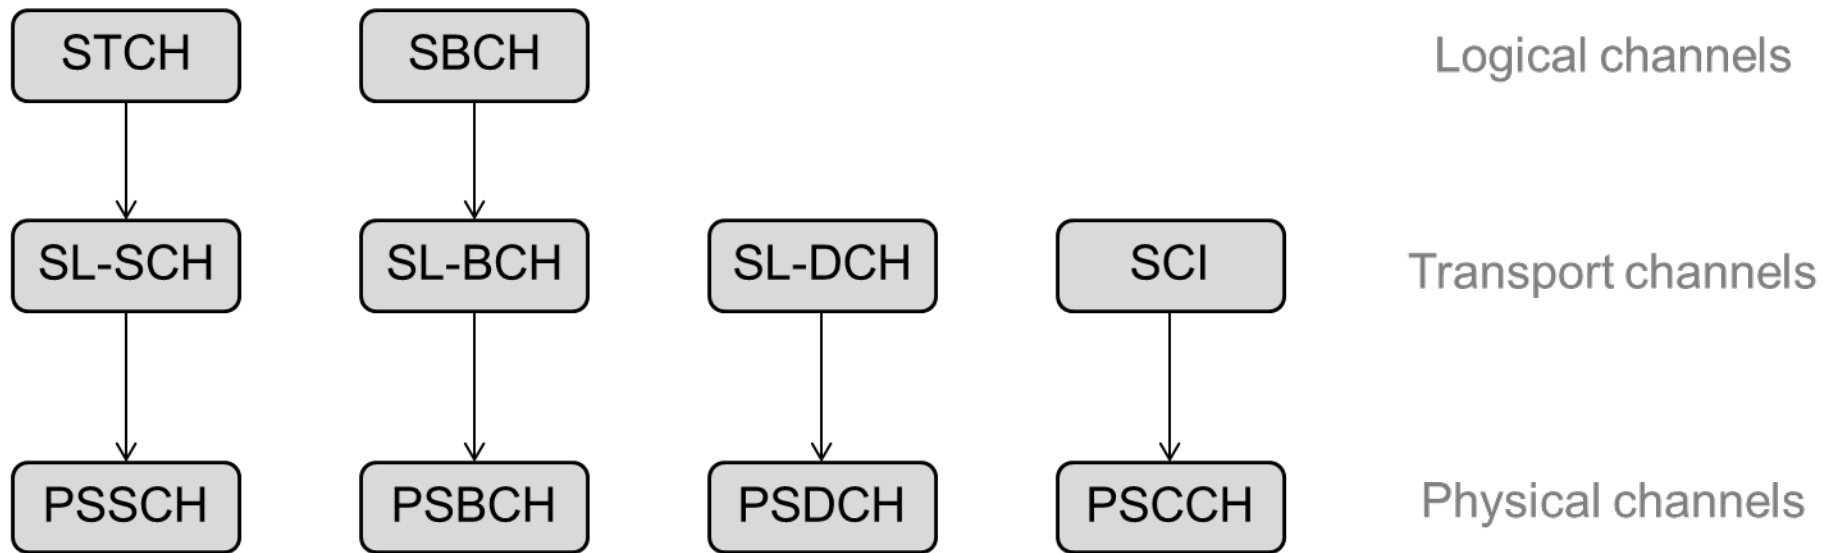 STCH SBCH Logical channels
SL-SCH SL-BCH SL-DCH SCI Transport channels
PSSCH PSBCH PSDCH PSCCH Physical channels